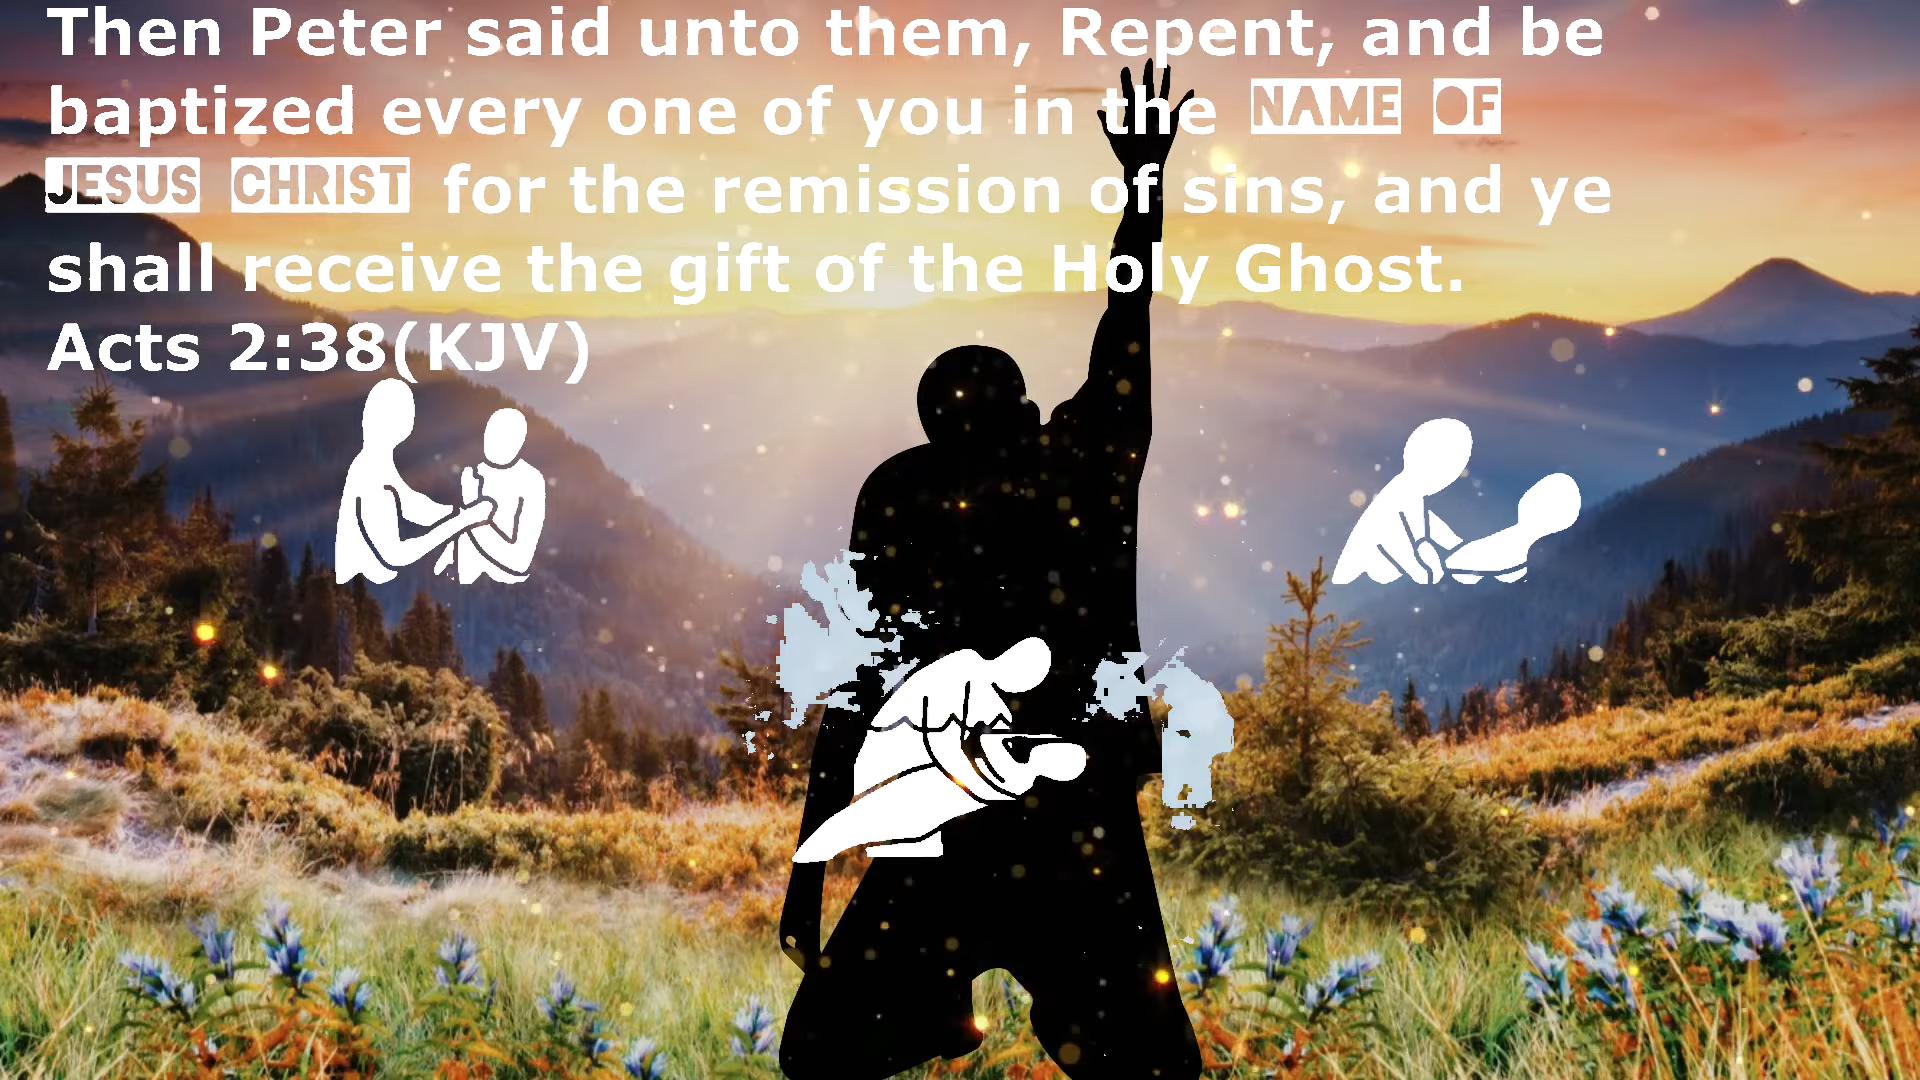 Then Peter said unto them, Repent, and be
baptized every one of you in the NAME OF
JESUS CHRIST for the remission of sins, and ye
shall receive the gift of the Holy Ghost.
Acts 2:38(KJV)